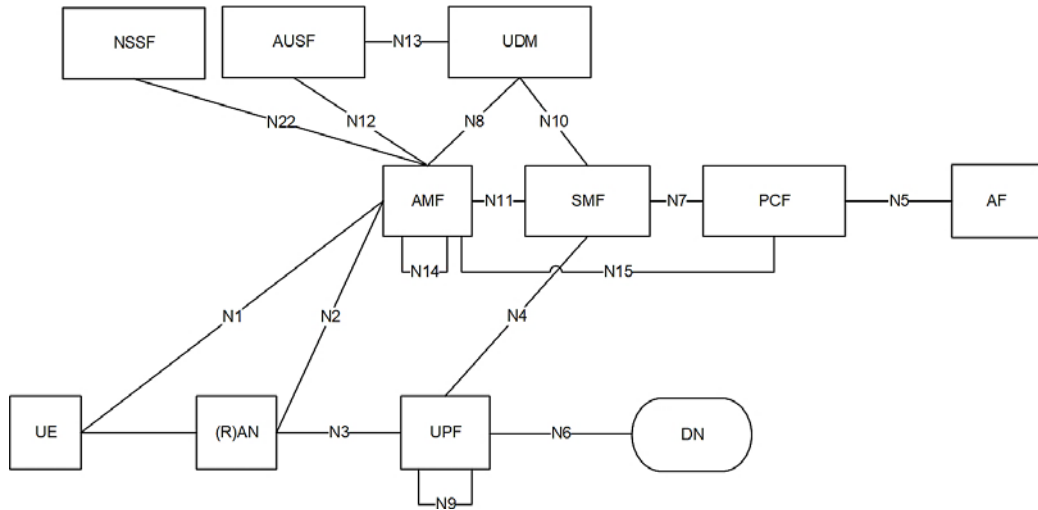 NSSF
AUSF
N13
UDM
N22
N12
N8
N10
AMF
N11
SMF
N7
PCF
N5
AF
N14
N15
N1
N2
N4
UE
(R)AN
N3
UPF
N6
DN
N9